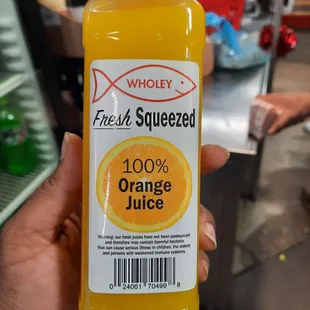 WHOLEY
Fresh Squeezed
100%
Orange
Juice
Warning our fresh juices have not been pasteurized
and therefore may contain harmful bacteria
that can cause serious illness in children, the elderly
and persons with weakened immune systems
0 24061 70499 8